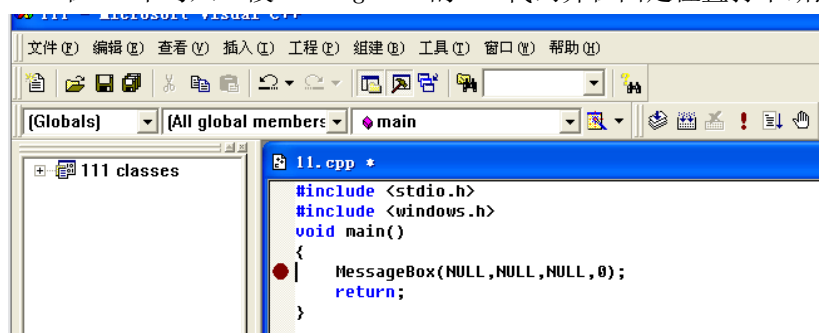 文件(F) 编辑(E) 查看(V) 插入(I) 工程(P) 组建(B) 工具(T) 窗口(W) 帮助(H)
(Globals) (All global members main
111 classes
11.cpp *
#include <stdio.h>
#include <windows.h>
void main()
{
MessageBox(NULL,NULL,NULL,0);
return;
}